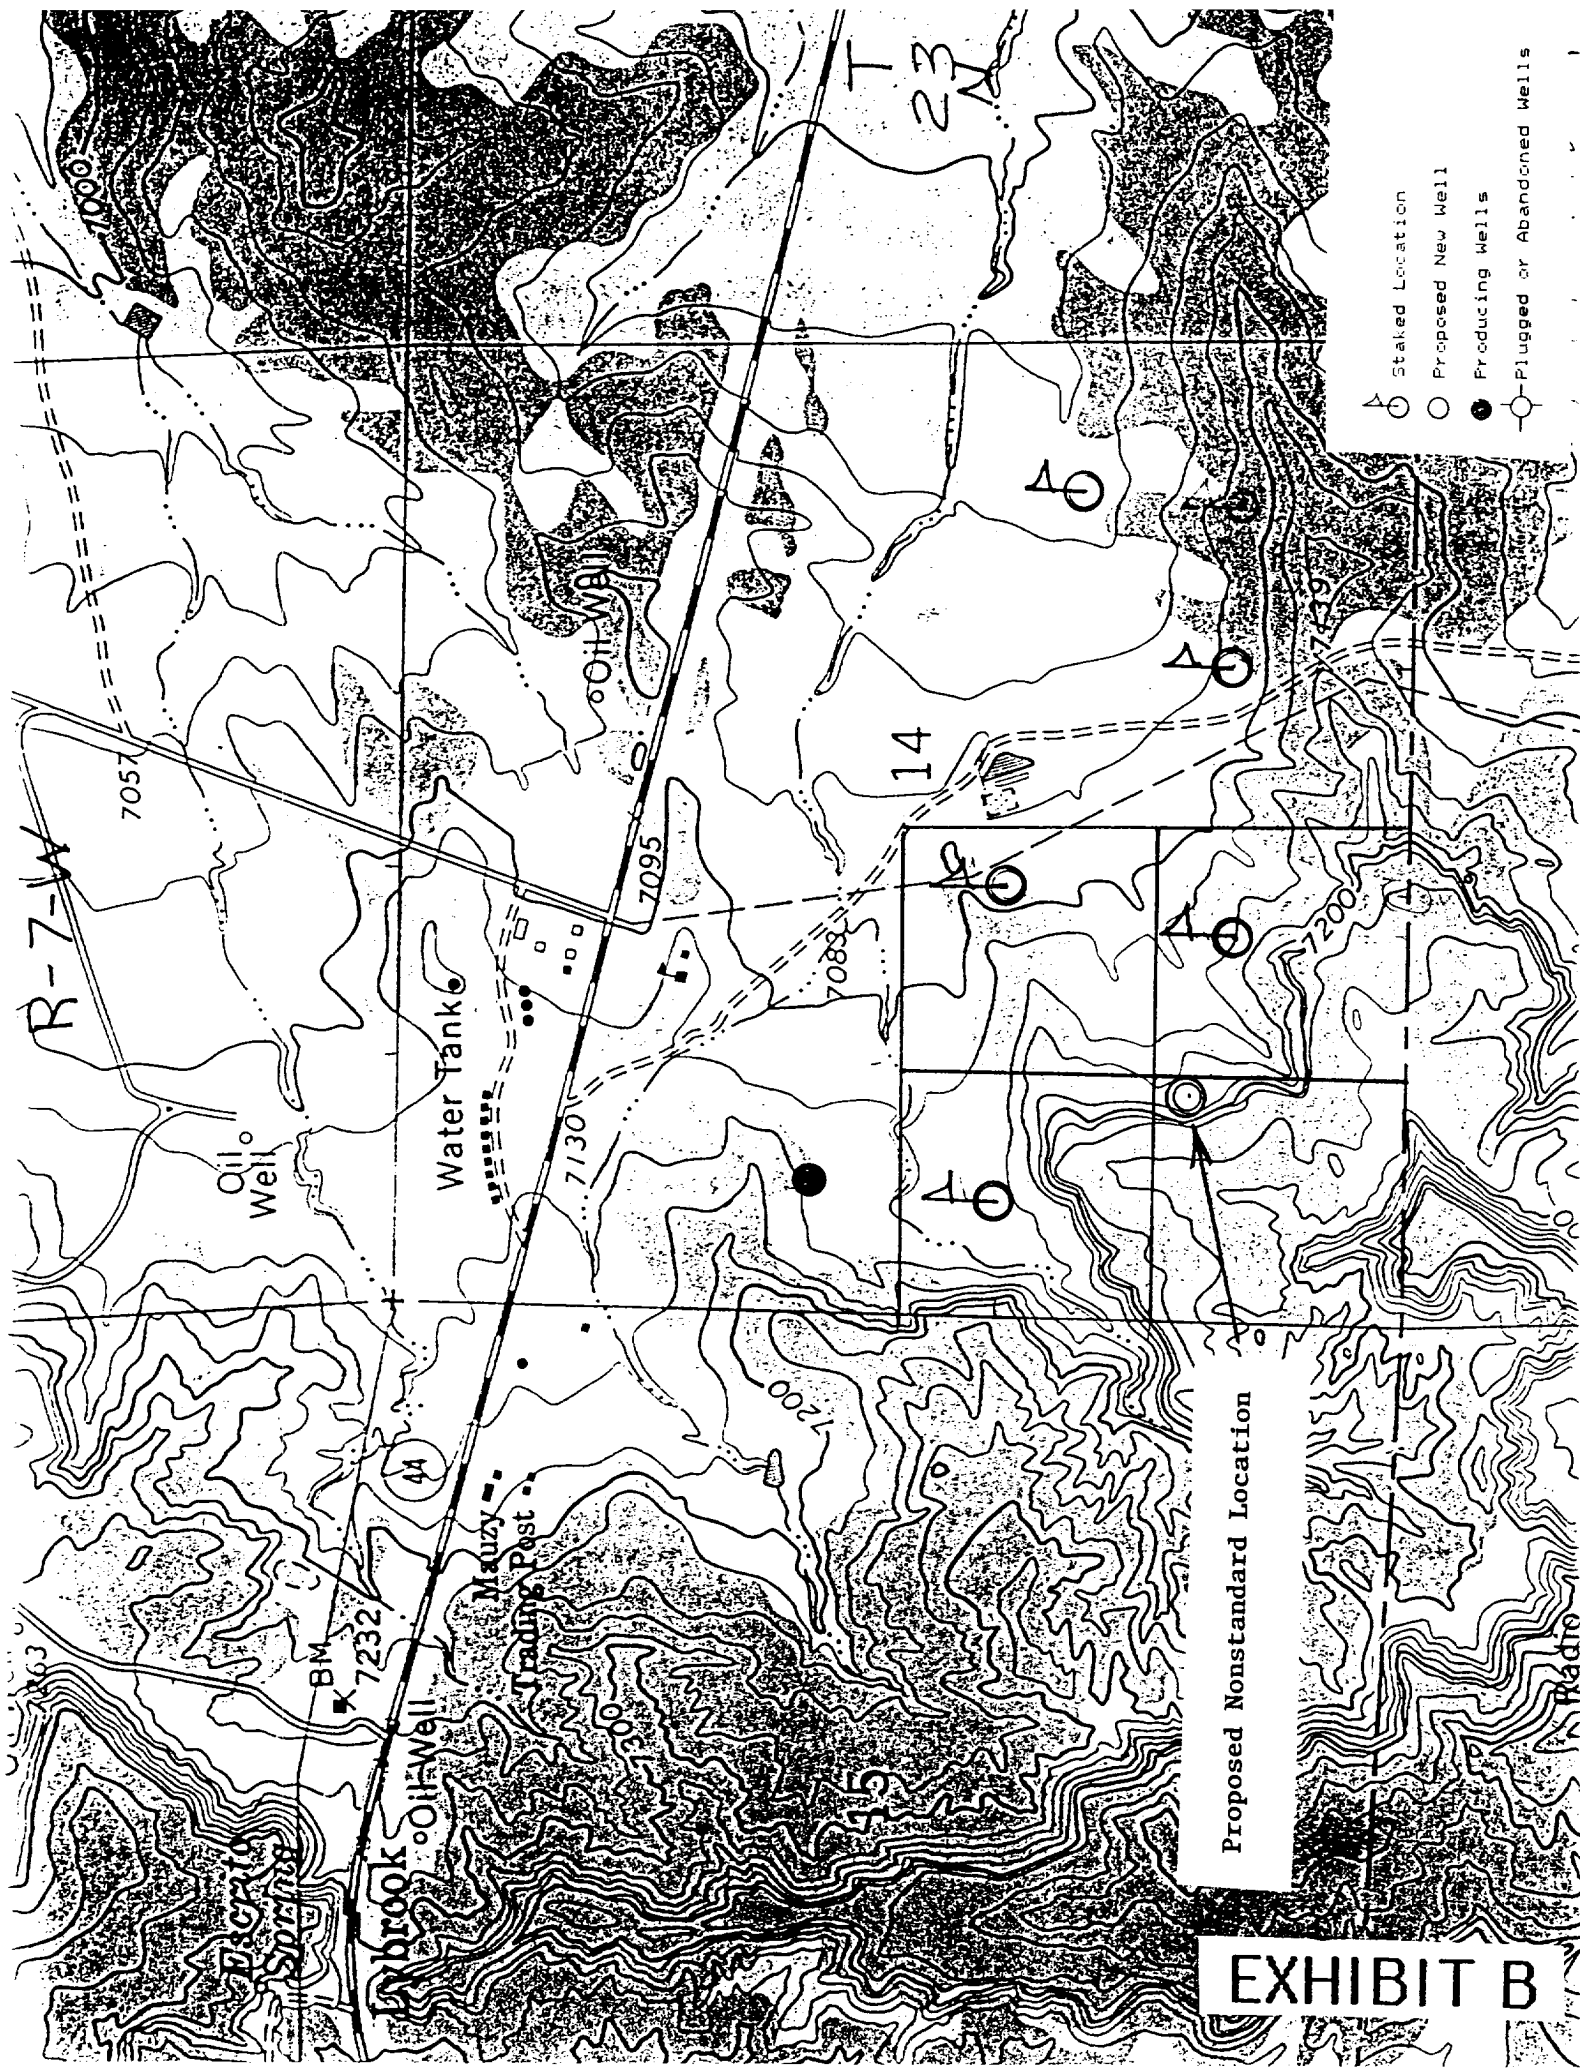 R-7-W
T
23
N
7000
7057
Oil
Well
Water Tank
7130
7095
Oil Well
7083
14
7439
7200
Escrito
Spring
BM
7232
44
Lybrook
Oil Well
Mauzy
Trading Post
7300
7200
15
Radio
Proposed Nonstandard Location
Staked Location
Proposed New Well
Producing Wells
Plugged or Abandoned Wells
EXHIBIT B